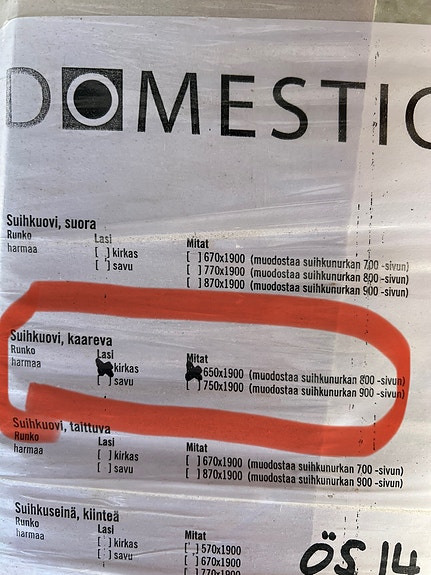 DOMESTIC
Suihkuovi, suora
Runko Lasi Mitat
harmaa [ ] kirkas [ ] 670x1900 (muodostaa suihkunurkan 700 -sivun)
[ ] savu [ ] 770x1900 (muodostaa suihkunurkan 800 -sivun)
[ ] 870x1900 (muodostaa suihkunurkan 900 -sivun)
Suihkuovi, kaareva
Runko Lasi Mitat
harmaa [x] kirkas [x] 650x1900 (muodostaa suihkunurkan 800 -sivun)
[ ] savu [ ] 750x1900 (muodostaa suihkunurkan 900 -sivun)
Suihkuovi, taittuva
Runko Lasi Mitat
harmaa [ ] kirkas [ ] 670x1900 (muodostaa suihkunurkan 700 -sivun)
[ ] savu [ ] 870x1900 (muodostaa suihkunurkan 900 -sivun)
Suihkuseinä, kiinteä
Runko Lasi Mitat
harmaa [ ] kirkas [ ] 570x1900
[ ] savu [ ] 670x1900
[ ] 770x1900
ÖS 14